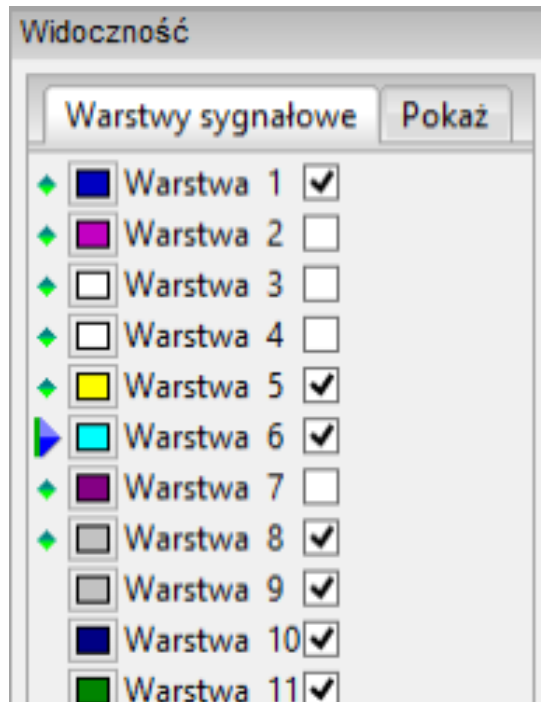 Widoczność
Warstwy sygnałowe Pokaż
Warstwa 1
Warstwa 2
Warstwa 3
Warstwa 4
Warstwa 5
Warstwa 6
Warstwa 7
Warstwa 8
Warstwa 9
Warstwa 10
Warstwa 11